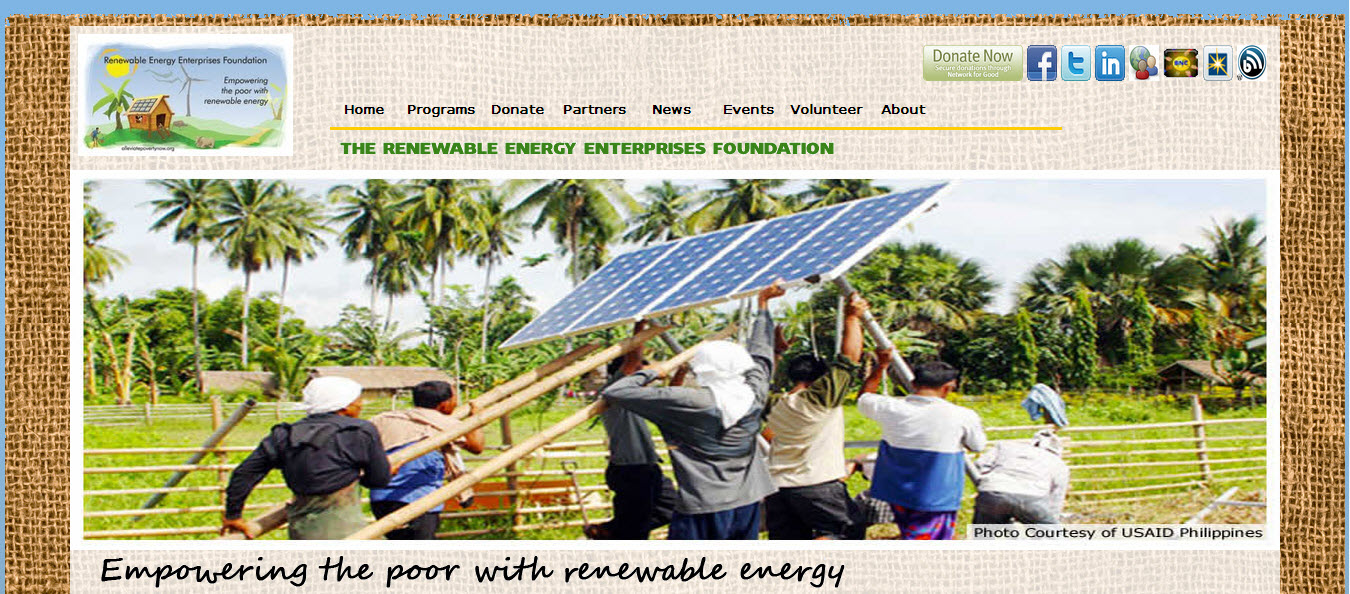 Renewable Energy Enterprises Foundation
Empowering
the poor with
renewable energy
alleviatepovertynow.org
Donate Now
Secure donations through
Network for Good
BNC
Home Programs Donate Partners News Events Volunteer About
THE RENEWABLE ENERGY ENTERPRISES FOUNDATION
Photo Courtesy of USAID Philippines
Empowering the poor with renewable energy